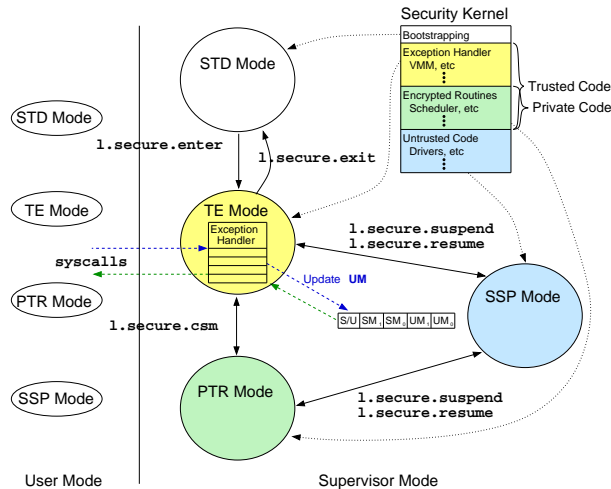 Security Kernel
Bootstrapping
Exception Handler
VMM, etc
Encrypted Routines
Scheduler, etc
Untrusted Code
Drivers, etc
Trusted Code
Private Code
STD Mode
STD Mode
l.secure.enter
l.secure.exit
TE Mode
TE Mode
Exception
Handler
l.secure.suspend
l.secure.resume
syscalls
Update UM
SSP Mode
PTR Mode
S/U SM1 SM0 UM1 UM0
l.secure.csm
PTR Mode
SSP Mode
l.secure.suspend
l.secure.resume
User Mode
Supervisor Mode